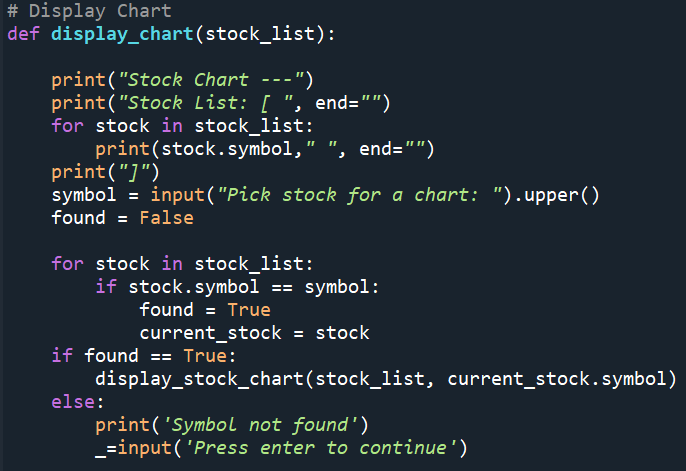 # Display Chart
def display_chart(stock_list):
    print("Stock Chart ---")
    print("Stock List: [ ", end="")
    for stock in stock_list:
        print(stock.symbol," ", end="")
    print("]")
    symbol = input("Pick stock for a chart: ").upper()
    found = False
    for stock in stock_list:
        if stock.symbol == symbol:
            found = True
            current_stock = stock
    if found == True:
        display_stock_chart(stock_list, current_stock.symbol)
    else:
        print('Symbol not found')
        _=input('Press enter to continue')